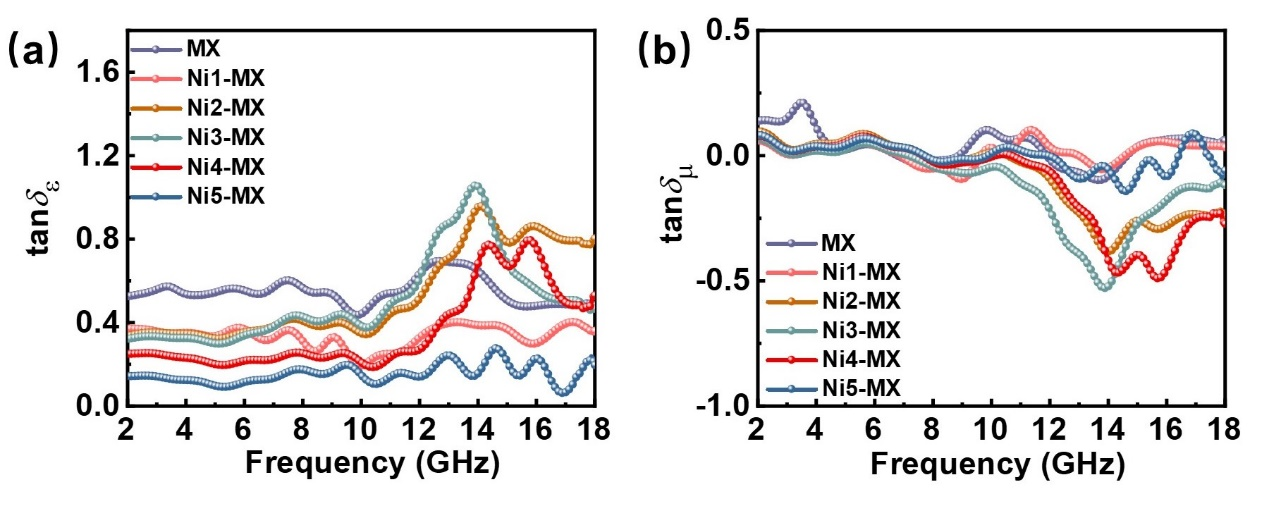 (a)
tanδε
1.6
1.2
0.8
0.4
0.0
MX
Ni1-MX
Ni2-MX
Ni3-MX
Ni4-MX
Ni5-MX
2 4 6 8 10 12 14 16 18
Frequency (GHz)
(b)
tanδμ
0.5
0.0
-0.5
-1.0
MX
Ni1-MX
Ni2-MX
Ni3-MX
Ni4-MX
Ni5-MX
2 4 6 8 10 12 14 16 18
Frequency (GHz)